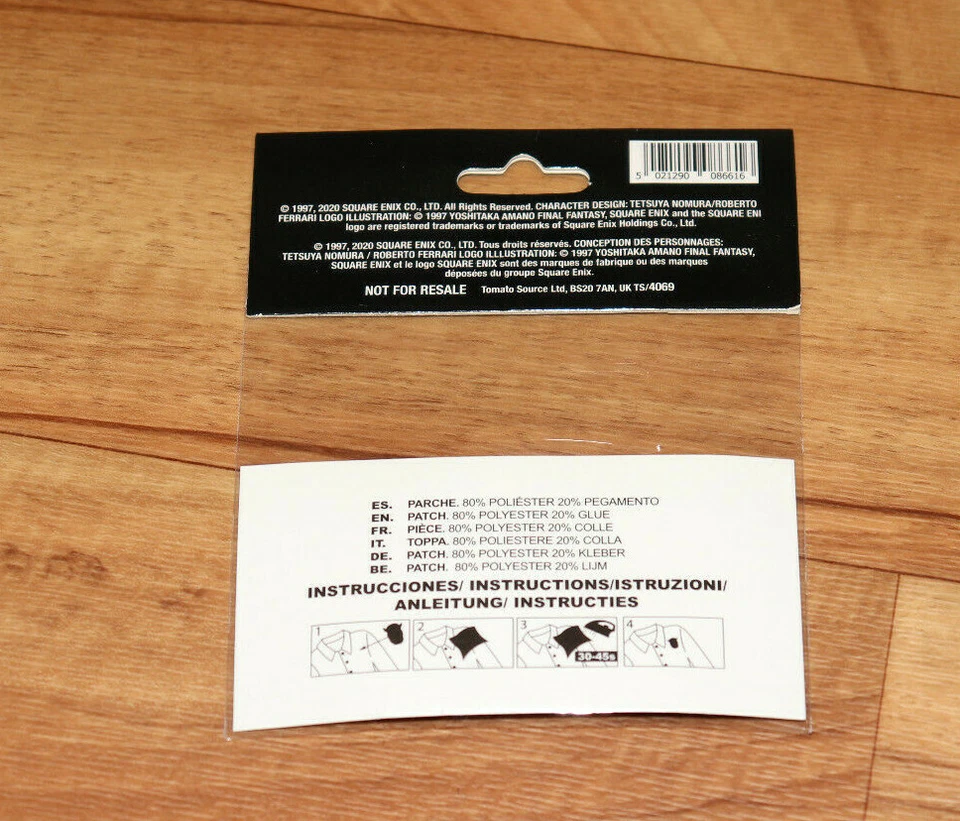 5 021290 086616
© 1997, 2020 SQUARE ENIX CO., LTD. All Rights Reserved. CHARACTER DESIGN: TETSUYA NOMURA/ROBERTO
FERRARI LOGO ILLUSTRATION: © 1997 YOSHITAKA AMANO FINAL FANTASY, SQUARE ENIX and the SQUARE ENI
logo are registered trademarks or trademarks of Square Enix Holdings Co., Ltd.
© 1997, 2020 SQUARE ENIX CO., LTD. Tous droits réservés. CONCEPTION DES PERSONNAGES:
TETSUYA NOMURA / ROBERTO FERRARI LOGO ILLLUSTRATION: © 1997 YOSHITAKA AMANO FINAL FANTASY,
SQUARE ENIX et le logo SQUARE ENIX sont des marques de fabrique ou des marques
déposées du groupe Square Enix.
NOT FOR RESALE Tomato Source Ltd, BS20 7AN, UK TS/4069
ES. PARCHE. 80% POLIÉSTER 20% PEGAMENTO
EN. PATCH. 80% POLYESTER 20% GLUE
FR. PIÈCE. 80% POLYESTER 20% COLLE
IT. TOPPA. 80% POLIESTERE 20% COLLA
DE. PATCH. 80% POLYESTER 20% KLEBER
BE. PATCH. 80% POLYESTER 20% LIJM
INSTRUCCIONES/ INSTRUCTIONS/ISTRUZIONI/
ANLEITUNG/ INSTRUCTIES
1 2 3 4
30-45s